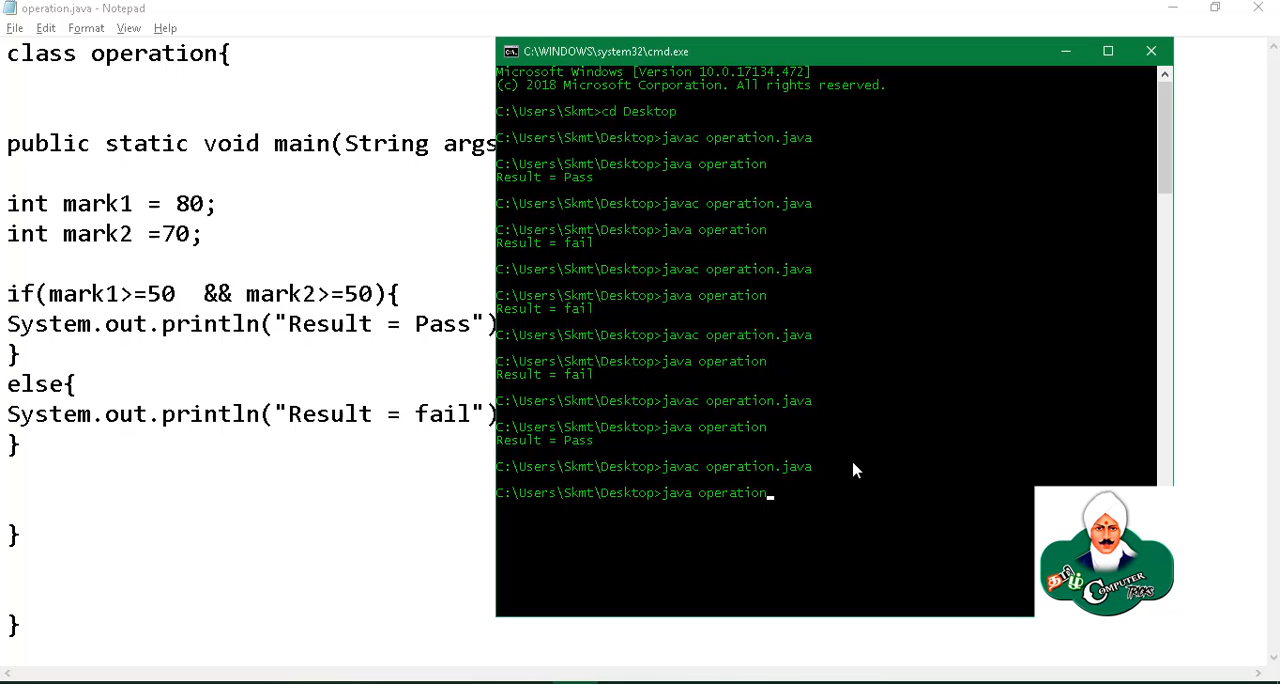 operation.java - Notepad
File Edit Format View Help
class operation{
public static void main(String args
int mark1 = 80;
int mark2 =70;
if(mark1>=50  && mark2>=50){
System.out.println("Result = Pass")
}
else{
System.out.println("Result = fail")
}
}
}
C:\WINDOWS\system32\cmd.exe
Microsoft Windows [Version 10.0.17134.472]
(c) 2018 Microsoft Corporation. All rights reserved.
C:\Users\Skmt>cd Desktop
C:\Users\Skmt\Desktop>javac operation.java
C:\Users\Skmt\Desktop>java operation
Result = Pass
C:\Users\Skmt\Desktop>javac operation.java
C:\Users\Skmt\Desktop>java operation
Result = fail
C:\Users\Skmt\Desktop>javac operation.java
C:\Users\Skmt\Desktop>java operation
Result = fail
C:\Users\Skmt\Desktop>javac operation.java
C:\Users\Skmt\Desktop>java operation
Result = fail
C:\Users\Skmt\Desktop>javac operation.java
C:\Users\Skmt\Desktop>java operation
Result = Pass
C:\Users\Skmt\Desktop>javac operation.java
C:\Users\Skmt\Desktop>java operation
தமிழ்
COMPUTER
TRICKS